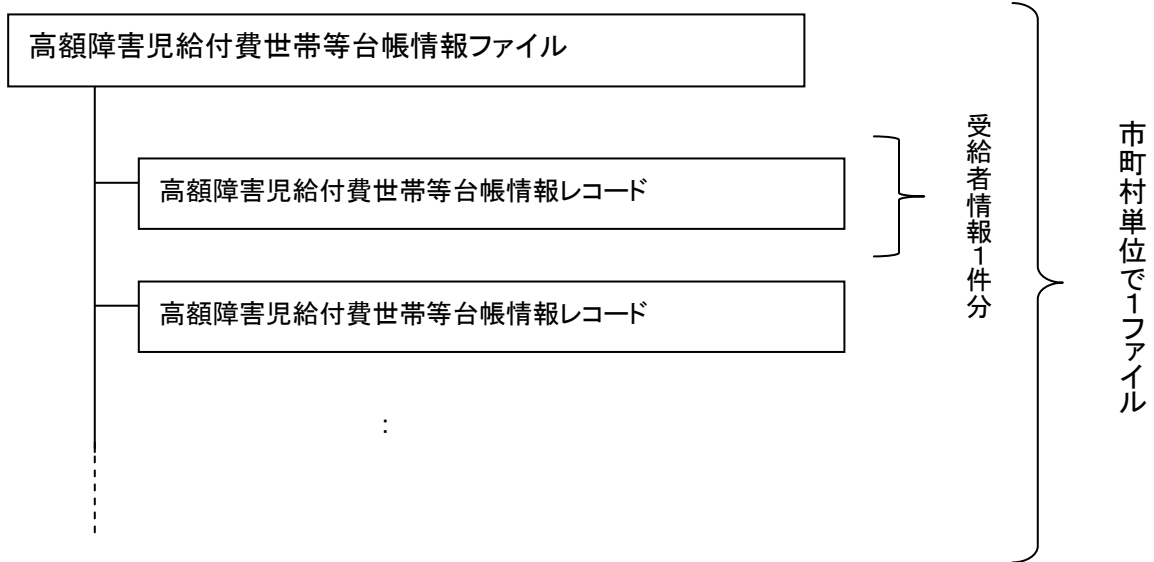 高額障害児給付費世帯等台帳情報ファイル
高額障害児給付費世帯等台帳情報レコード
受給者情報1件分
高額障害児給付費世帯等台帳情報レコード
:
市町村単位で1ファイル